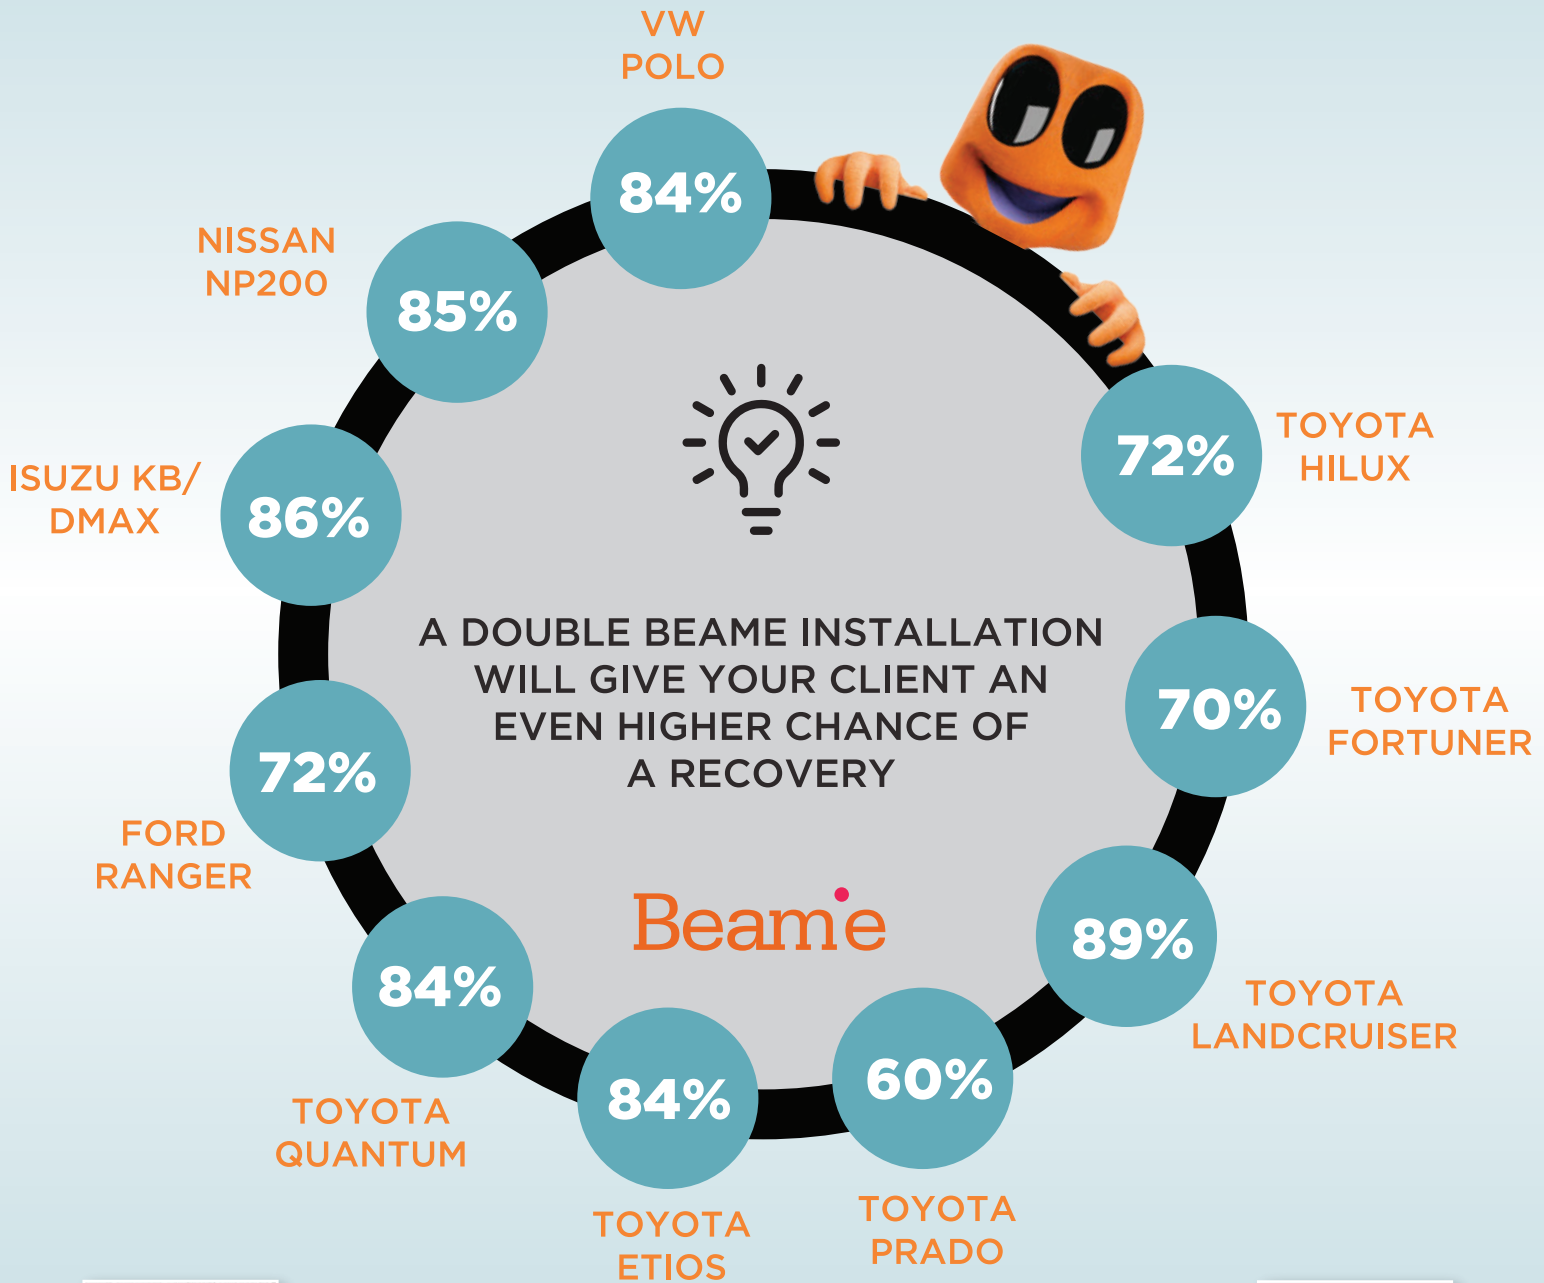 VW
POLO
84%
NISSAN
NP200
85%
ISUZU KB/
DMAX
86%
72%
TOYOTA
HILUX
A DOUBLE BEAME INSTALLATION
WILL GIVE YOUR CLIENT AN
EVEN HIGHER CHANCE OF
A RECOVERY
70%
TOYOTA
FORTUNER
72%
FORD
RANGER
Beame
89%
TOYOTA
LANDCRUISER
84%
TOYOTA
QUANTUM
84%
TOYOTA
ETIOS
60%
TOYOTA
PRADO